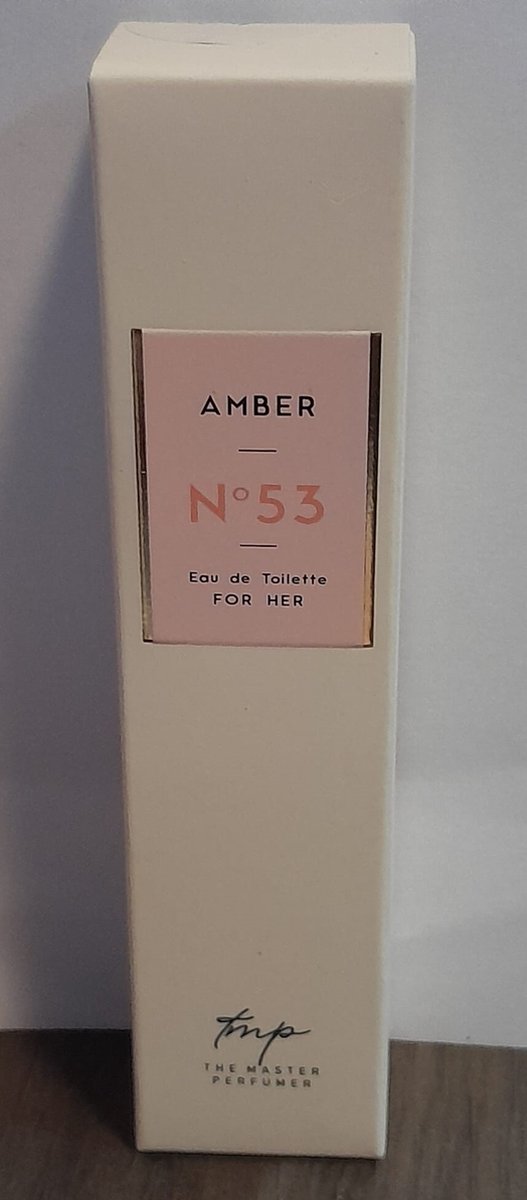 AMBER
N°53
Eau de Toilette
FOR HER
tmp
THE MASTER
PERFUMER